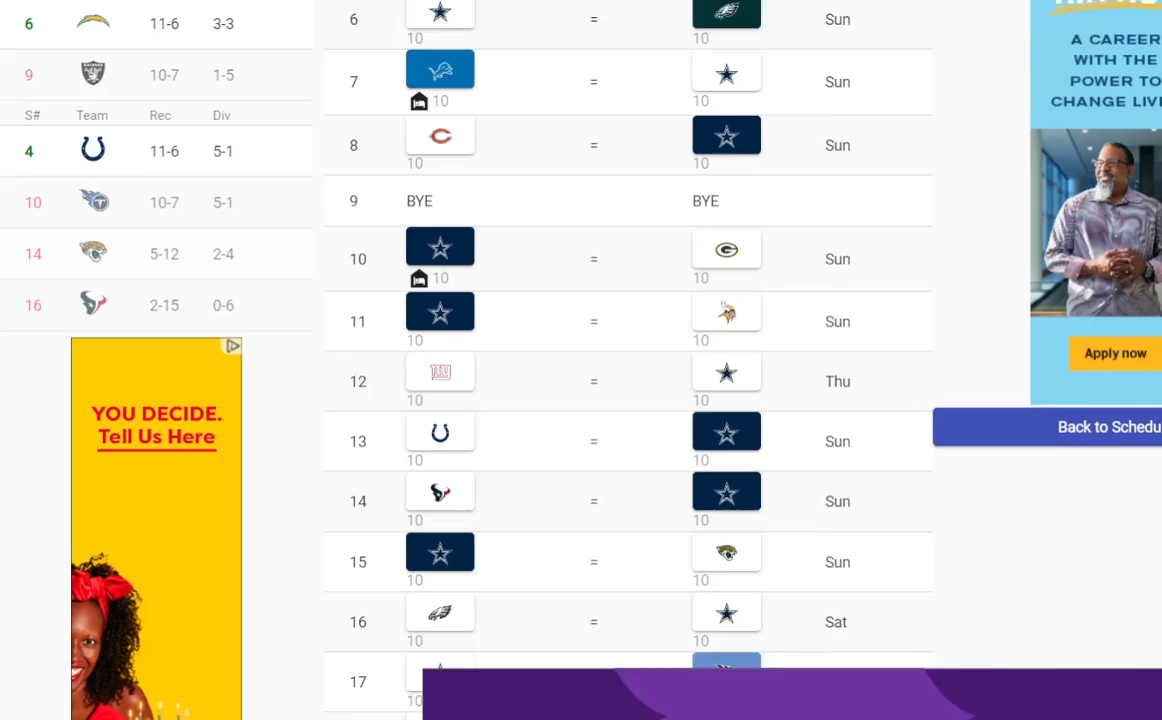 6 11-6 3-3
9 10-7 1-5
S# Team Rec Div
4 11-6 5-1
10 10-7 5-1
14 5-12 2-4
16 2-15 0-6
YOU DECIDE.
Tell Us Here
6 = Sun
10 10
7 = Sun
10 10
8 = Sun
10 10
9 BYE BYE
10 = Sun
10 10
11 = Sun
10 10
12 ny = Thu
10 10
13 = Sun
10 10
14 = Sun
10 10
15 = Sun
10 10
16 = Sat
10 10
17
10
A CAREER
WITH THE
POWER TO
CHANGE LIV
Apply now
Back to Schedu